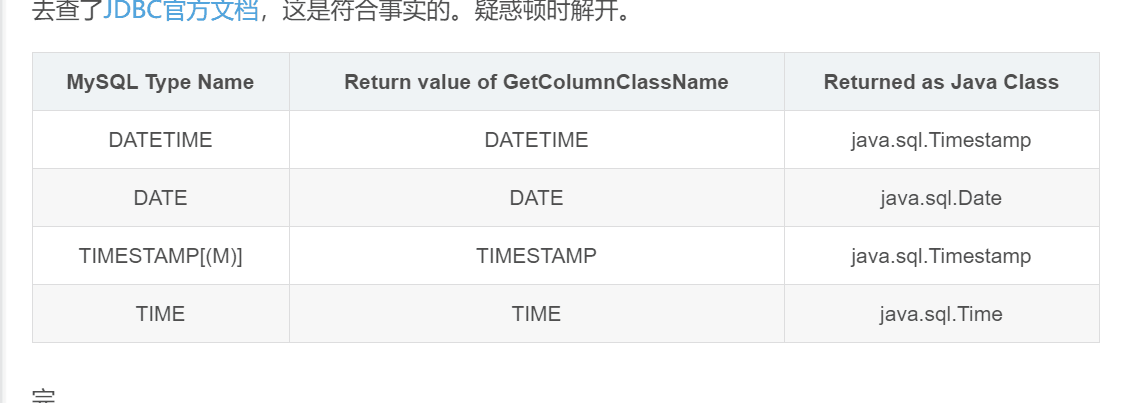 去查了JDBC官方文档，这是符合事实的。疑惑顿时解开。
MySQL Type Name Return value of GetColumnClassName Returned as Java Class
DATETIME DATETIME java.sql.Timestamp
DATE DATE java.sql.Date
TIMESTAMP[(M)] TIMESTAMP java.sql.Timestamp
TIME TIME java.sql.Time
完